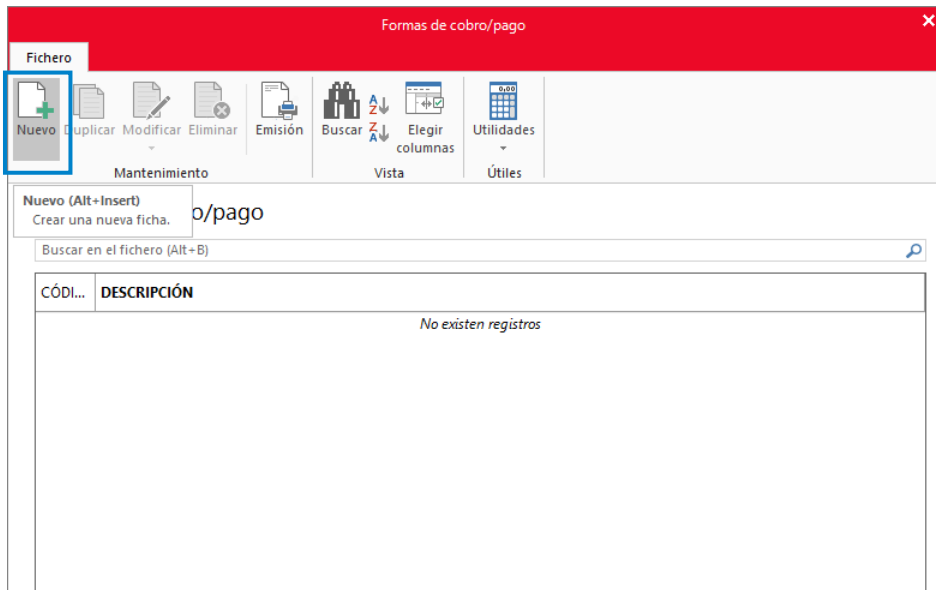 Formas de cobro/pago
Fichero
Nuevo Duplicar Modificar Eliminar Emisión Buscar Elegir columnas Utilidades
Mantenimiento Vista Útiles
Nuevo (Alt+Insert)
Crear una nueva ficha.
o/pago
Buscar en el fichero (Alt+B)
CÓDI... DESCRIPCIÓN
No existen registros